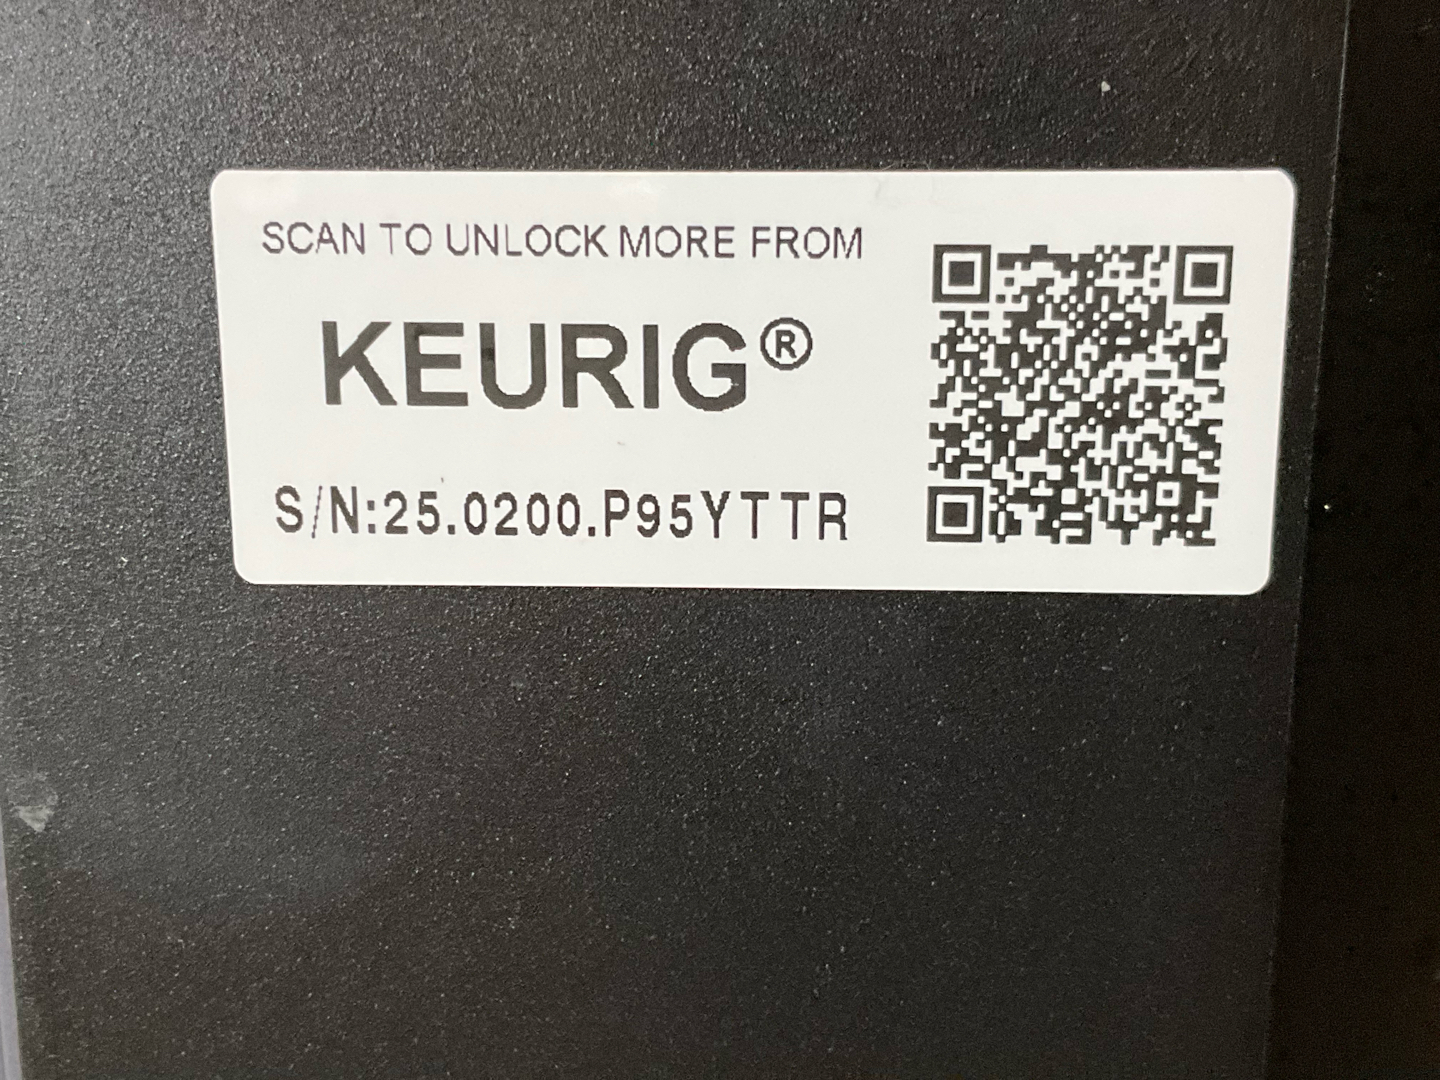 SCAN TO UNLOCK MORE FROM
KEURIG®
S/N:25.0200.P95YTTR